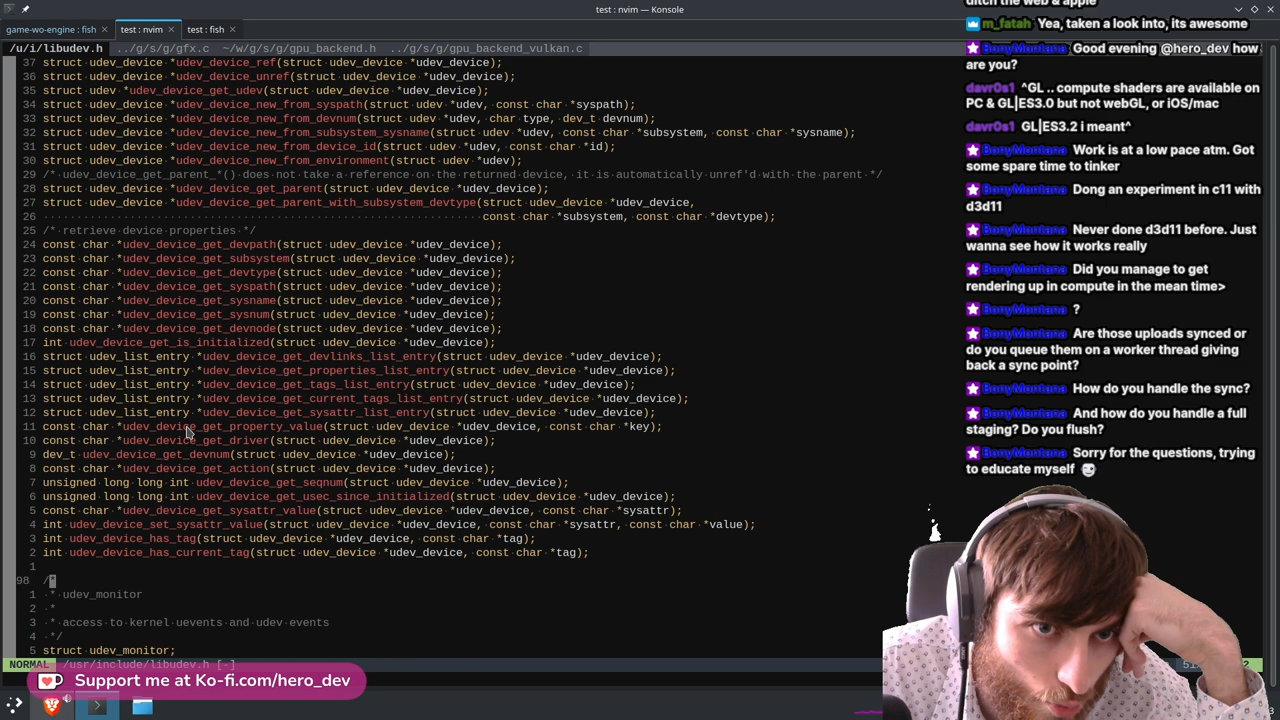 test : nvim — Konsole
game-wo-engine : fish
test : nvim
test : fish
/u/i/libudev.h ../g/s/g/gfx.c ~/w/g/s/g/gpu_backend.h ../g/s/g/gpu_backend_vulkan.c
37 struct·udev_device·*udev_device_ref(struct·udev_device·*udev_device);
36 struct·udev_device·*udev_device_unref(struct·udev_device·*udev_device);
35 struct·udev·*udev_device_get_udev(struct·udev_device·*udev_device);
34 struct·udev_device·*udev_device_new_from_syspath(struct·udev·*udev,·const·char·*syspath);
33 struct·udev_device·*udev_device_new_from_devnum(struct·udev·*udev,·char·type,·dev_t·devnum);
32 struct·udev_device·*udev_device_new_from_subsystem_sysname(struct·udev·*udev,·const·char·*subsystem,·const·char·*sysname);
31 struct·udev_device·*udev_device_new_from_device_id(struct·udev·*udev,·const·char·*id);
30 struct·udev_device·*udev_device_new_from_environment(struct·udev·*udev);
29 /*·udev_device_get_parent_*()·does·not·take·a·reference·on·the·returned·device,·it·is·automatically·unref'd·with·the·parent·*/
28 struct·udev_device·*udev_device_get_parent(struct·udev_device·*udev_device);
27 struct·udev_device·*udev_device_get_parent_with_subsystem_devtype(struct·udev_device·*udev_device,
26 const·char·*subsystem,·const·char·*devtype);
25 /*·retrieve·device·properties·*/
24 const·char·*udev_device_get_devpath(struct·udev_device·*udev_device);
23 const·char·*udev_device_get_subsystem(struct·udev_device·*udev_device);
22 const·char·*udev_device_get_devtype(struct·udev_device·*udev_device);
21 const·char·*udev_device_get_syspath(struct·udev_device·*udev_device);
20 const·char·*udev_device_get_sysname(struct·udev_device·*udev_device);
19 const·char·*udev_device_get_sysnum(struct·udev_device·*udev_device);
18 const·char·*udev_device_get_devnode(struct·udev_device·*udev_device);
17 int·udev_device_get_is_initialized(struct·udev_device·*udev_device);
16 struct·udev_list_entry·*udev_device_get_devlinks_list_entry(struct·udev_device·*udev_device);
15 struct·udev_list_entry·*udev_device_get_properties_list_entry(struct·udev_device·*udev_device);
14 struct·udev_list_entry·*udev_device_get_tags_list_entry(struct·udev_device·*udev_device);
13 struct·udev_list_entry·*udev_device_get_current_tags_list_entry(struct·udev_device·*udev_device);
12 struct·udev_list_entry·*udev_device_get_sysattr_list_entry(struct·udev_device·*udev_device);
11 const·char·*udev_device_get_property_value(struct·udev_device·*udev_device,·const·char·*key);
10 const·char·*udev_device_get_driver(struct·udev_device·*udev_device);
9 dev_t·udev_device_get_devnum(struct·udev_device·*udev_device);
8 const·char·*udev_device_get_action(struct·udev_device·*udev_device);
7 unsigned·long·long·int·udev_device_get_seqnum(struct·udev_device·*udev_device);
6 unsigned·long·long·int·udev_device_get_usec_since_initialized(struct·udev_device·*udev_device);
5 const·char·*udev_device_get_sysattr_value(struct·udev_device·*udev_device,·const·char·*sysattr);
4 int·udev_device_set_sysattr_value(struct·udev_device·*udev_device,·const·char·*sysattr,·const·char·*value);
3 int·udev_device_has_tag(struct·udev_device·*udev_device,·const·char·*tag);
2 int·udev_device_has_current_tag(struct·udev_device·*udev_device,·const·char·*tag);
1
98 /*
1 ·*·udev_monitor
2 ·*
3 ·*·access·to·kernel·uevents·and·udev·events
4 ·*/
5 struct·udev_monitor;
NORMAL /usr/include/libudev.h [-]
Support me at Ko-fi.com/hero_dev
ditch the web & apple
m_fatah Yea, taken a look into, its awesome
BonyMontana Good evening @hero_dev how
are you?
davr0s1 ^GL .. compute shaders are available on
PC & GL|ES3.0 but not webGL, or iOS/mac
davr0s1 GL|ES3.2 i meant^
BonyMontana Work is at a low pace atm. Got
some spare time to tinker
BonyMontana Dong an experiment in c11 with
d3d11
BonyMontana Never done d3d11 before. Just
wanna see how it works really
BonyMontana Did you manage to get
rendering up in compute in the mean time>
BonyMontana ?
BonyMontana Are those uploads synced or
do you queue them on a worker thread giving
back a sync point?
BonyMontana How do you handle the sync?
BonyMontana And how do you handle a full
staging? Do you flush?
BonyMontana Sorry for the questions, trying
to educate myself